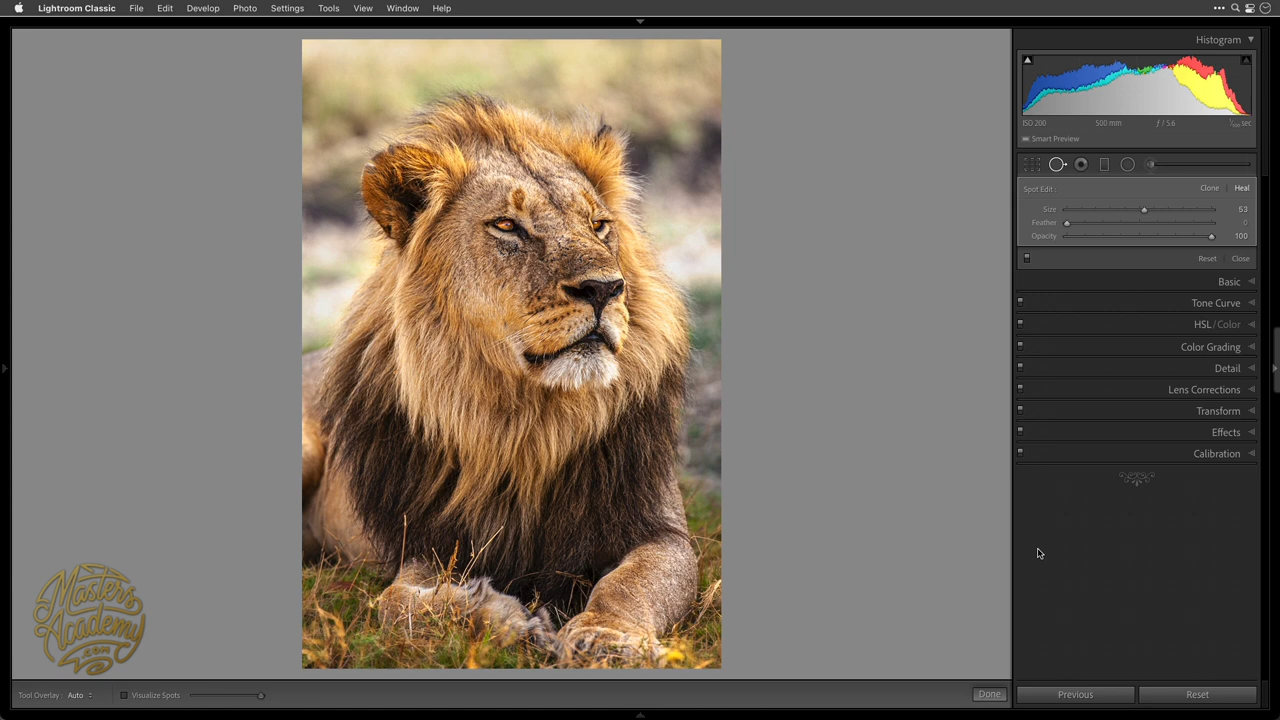 Lightroom Classic File Edit Develop Photo Settings Tools View Window Help
Histogram
ISO 200 500 mm ƒ / 5.6 sec
Smart Preview
Spot Edit : Clone Heal
Size 53
Feather 0
Opacity 100
Reset Close
Basic
Tone Curve
HSL / Color
Color Grading
Detail
Lens Corrections
Transform
Effects
Calibration
Masters
Academy
.com
Tool Overlay : Auto Visualize Spots Done Previous Reset